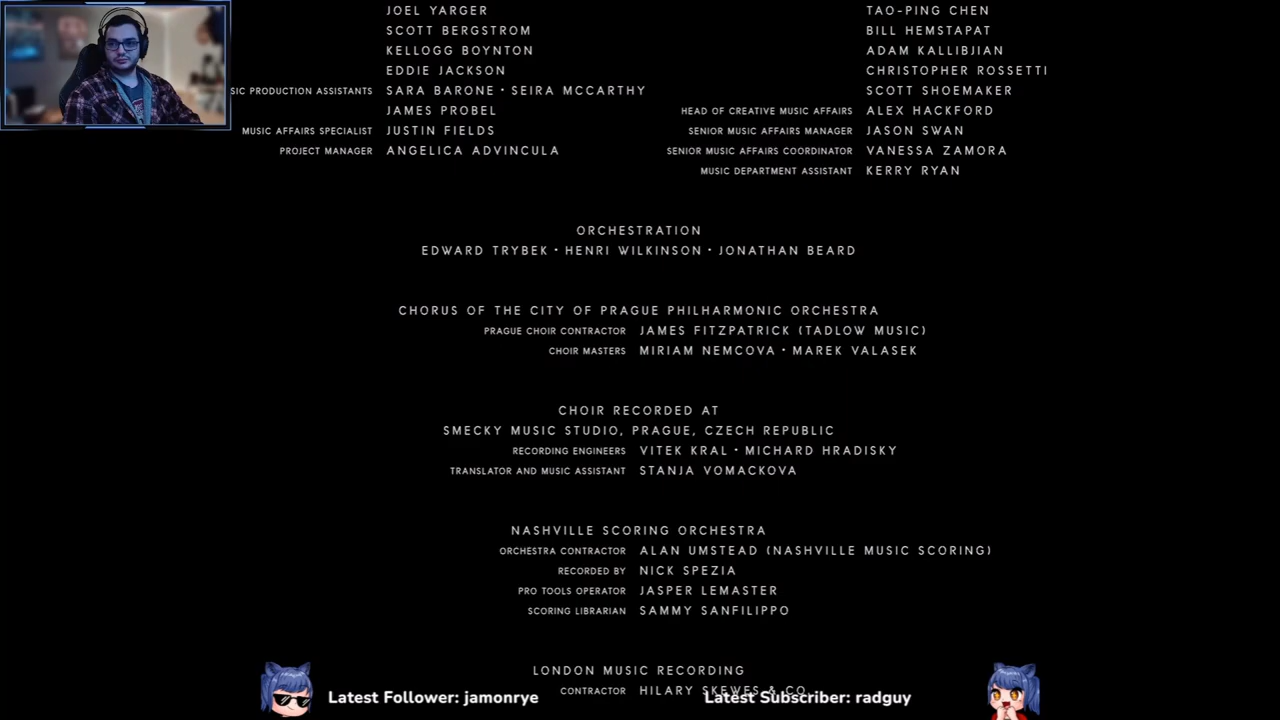 JOEL YARGER
SCOTT BERGSTROM
KELLOGG BOYNTON
EDDIE JACKSON
SIC PRODUCTION ASSISTANTS SARA BARONE • SEIRA MCCARTHY
JAMES PROBEL
MUSIC AFFAIRS SPECIALIST JUSTIN FIELDS
PROJECT MANAGER ANGELICA ADVINCULA
TAO-PING CHEN
BILL HEMSTAPAT
ADAM KALLIBJIAN
CHRISTOPHER ROSSETTI
SCOTT SHOEMAKER
HEAD OF CREATIVE MUSIC AFFAIRS ALEX HACKFORD
SENIOR MUSIC AFFAIRS MANAGER JASON SWAN
SENIOR MUSIC AFFAIRS COORDINATOR VANESSA ZAMORA
MUSIC DEPARTMENT ASSISTANT KERRY RYAN
ORCHESTRATION
EDWARD TRYBEK • HENRI WILKINSON • JONATHAN BEARD
CHORUS OF THE CITY OF PRAGUE PHILHARMONIC ORCHESTRA
PRAGUE CHOIR CONTRACTOR JAMES FITZPATRICK (TADLOW MUSIC)
CHOIR MASTERS MIRIAM NEMCOVA • MAREK VALASEK
CHOIR RECORDED AT
SMECKY MUSIC STUDIO, PRAGUE, CZECH REPUBLIC
RECORDING ENGINEERS VITEK KRAL • MICHARD HRADISKY
TRANSLATOR AND MUSIC ASSISTANT STANJA VOMACKOVA
NASHVILLE SCORING ORCHESTRA
ORCHESTRA CONTRACTOR ALAN UMSTEAD (NASHVILLE MUSIC SCORING)
RECORDED BY NICK SPEZIA
PRO TOOLS OPERATOR JASPER LEMASTER
SCORING LIBRARIAN SAMMY SANFILIPPO
LONDON MUSIC RECORDING
CONTRACTOR HILARY SKEWES & CO.
Latest Follower: jamonrye
Latest Subscriber: radguy